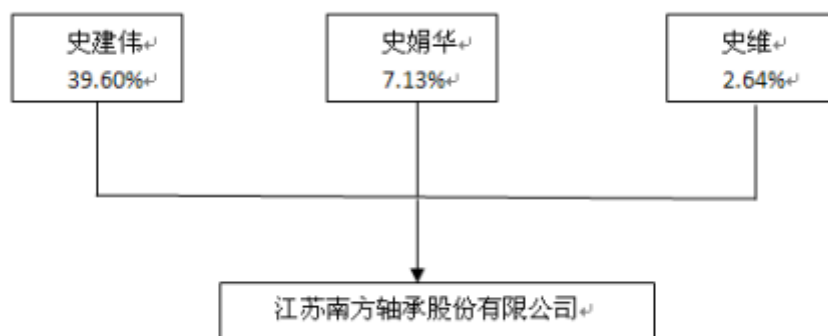 史建伟
39.60%
史娟华
7.13%
史维
2.64%
江苏南方轴承股份有限公司